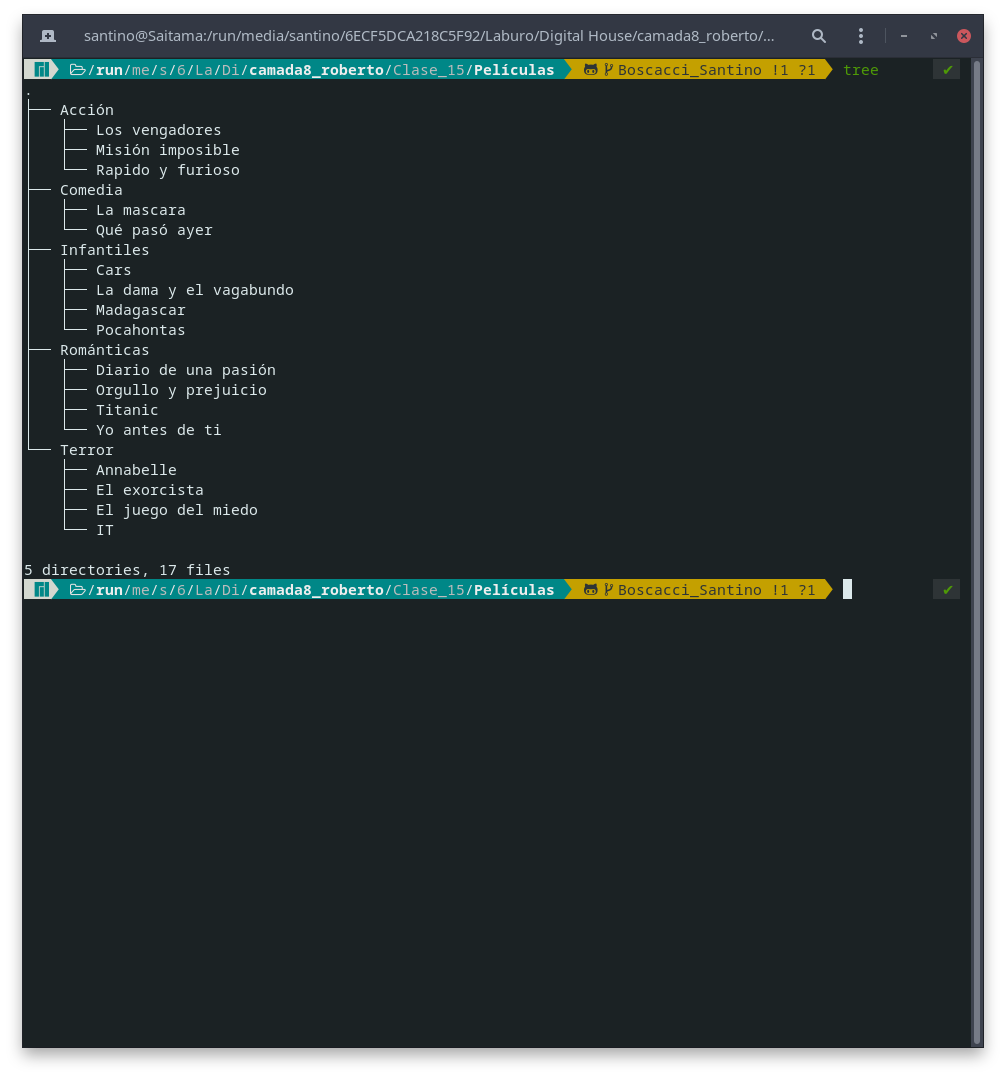 santino@Saitama:/run/media/santino/6ECF5DCA218C5F92/Laburo/Digital House/camada8_roberto/...
/run/me/s/6/La/Di/camada8_roberto/Clase_15/Películas Boscacci_Santino !1 ?1 tree ✔
.
├── Acción
│   ├── Los vengadores
│   ├── Misión imposible
│   └── Rapido y furioso
├── Comedia
│   ├── La mascara
│   └── Qué pasó ayer
├── Infantiles
│   ├── Cars
│   ├── La dama y el vagabundo
│   ├── Madagascar
│   └── Pocahontas
├── Románticas
│   ├── Diario de una pasión
│   ├── Orgullo y prejuicio
│   ├── Titanic
│   └── Yo antes de ti
└── Terror
    ├── Annabelle
    ├── El exorcista
    ├── El juego del miedo
    └── IT
5 directories, 17 files
/run/me/s/6/La/Di/camada8_roberto/Clase_15/Películas Boscacci_Santino !1 ?1 ✔